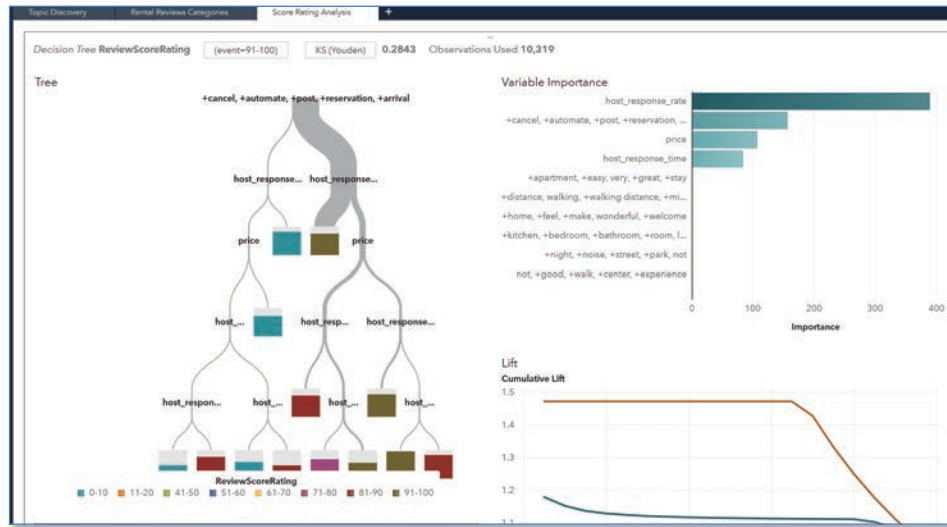 Topic Discovery
Rental Reviews Categories
Score Rating Analysis
+
Decision Tree ReviewScoreRating
(event=91-100)
KS (Youden)
0.2843
Observations Used 10,319
Tree
+cancel, +automate, +post, +reservation, +arrival
host_response...
host_response...
price
price
host_...
host_resp...
host_response...
host_respon...
host_...
host_...
host_...
ReviewScoreRating
0-10
11-20
41-50
51-60
61-70
71-80
81-90
91-100
Variable Importance
host_response_rate
+cancel, +automate, +post, +reservation, ...
price
host_response_time
+apartment, +easy, very, +great, +stay
+distance, walking, +walking distance, +mi...
+home, +feel, +make, wonderful, +welcome
+kitchen, +bedroom, +bathroom, +room, l...
+night, +noise, +street, +park, not
not, +good, +walk, +center, +experience
0
100
200
300
400
Importance
Lift
Cumulative Lift
1.5
1.4
1.3
1.2
1.1